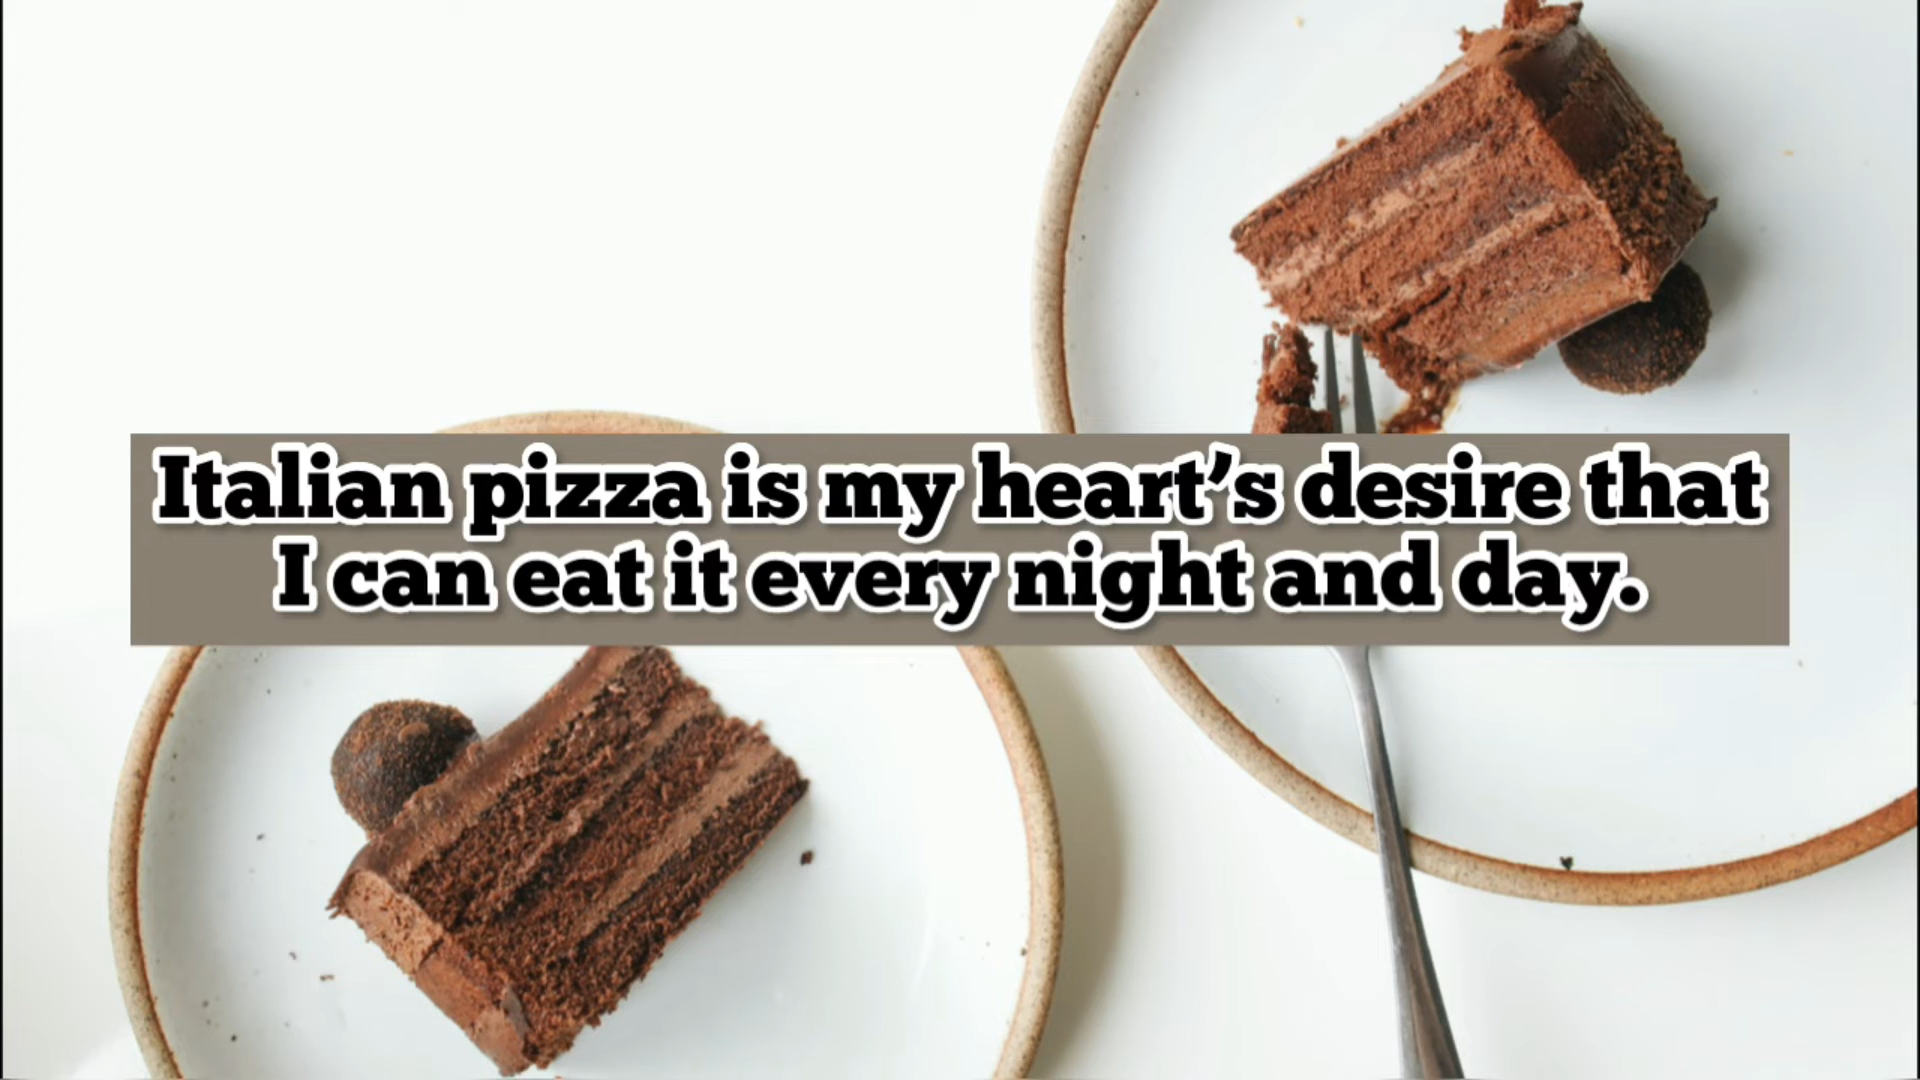 Italian pizza is my heart’s desire that
I can eat it every night and day.